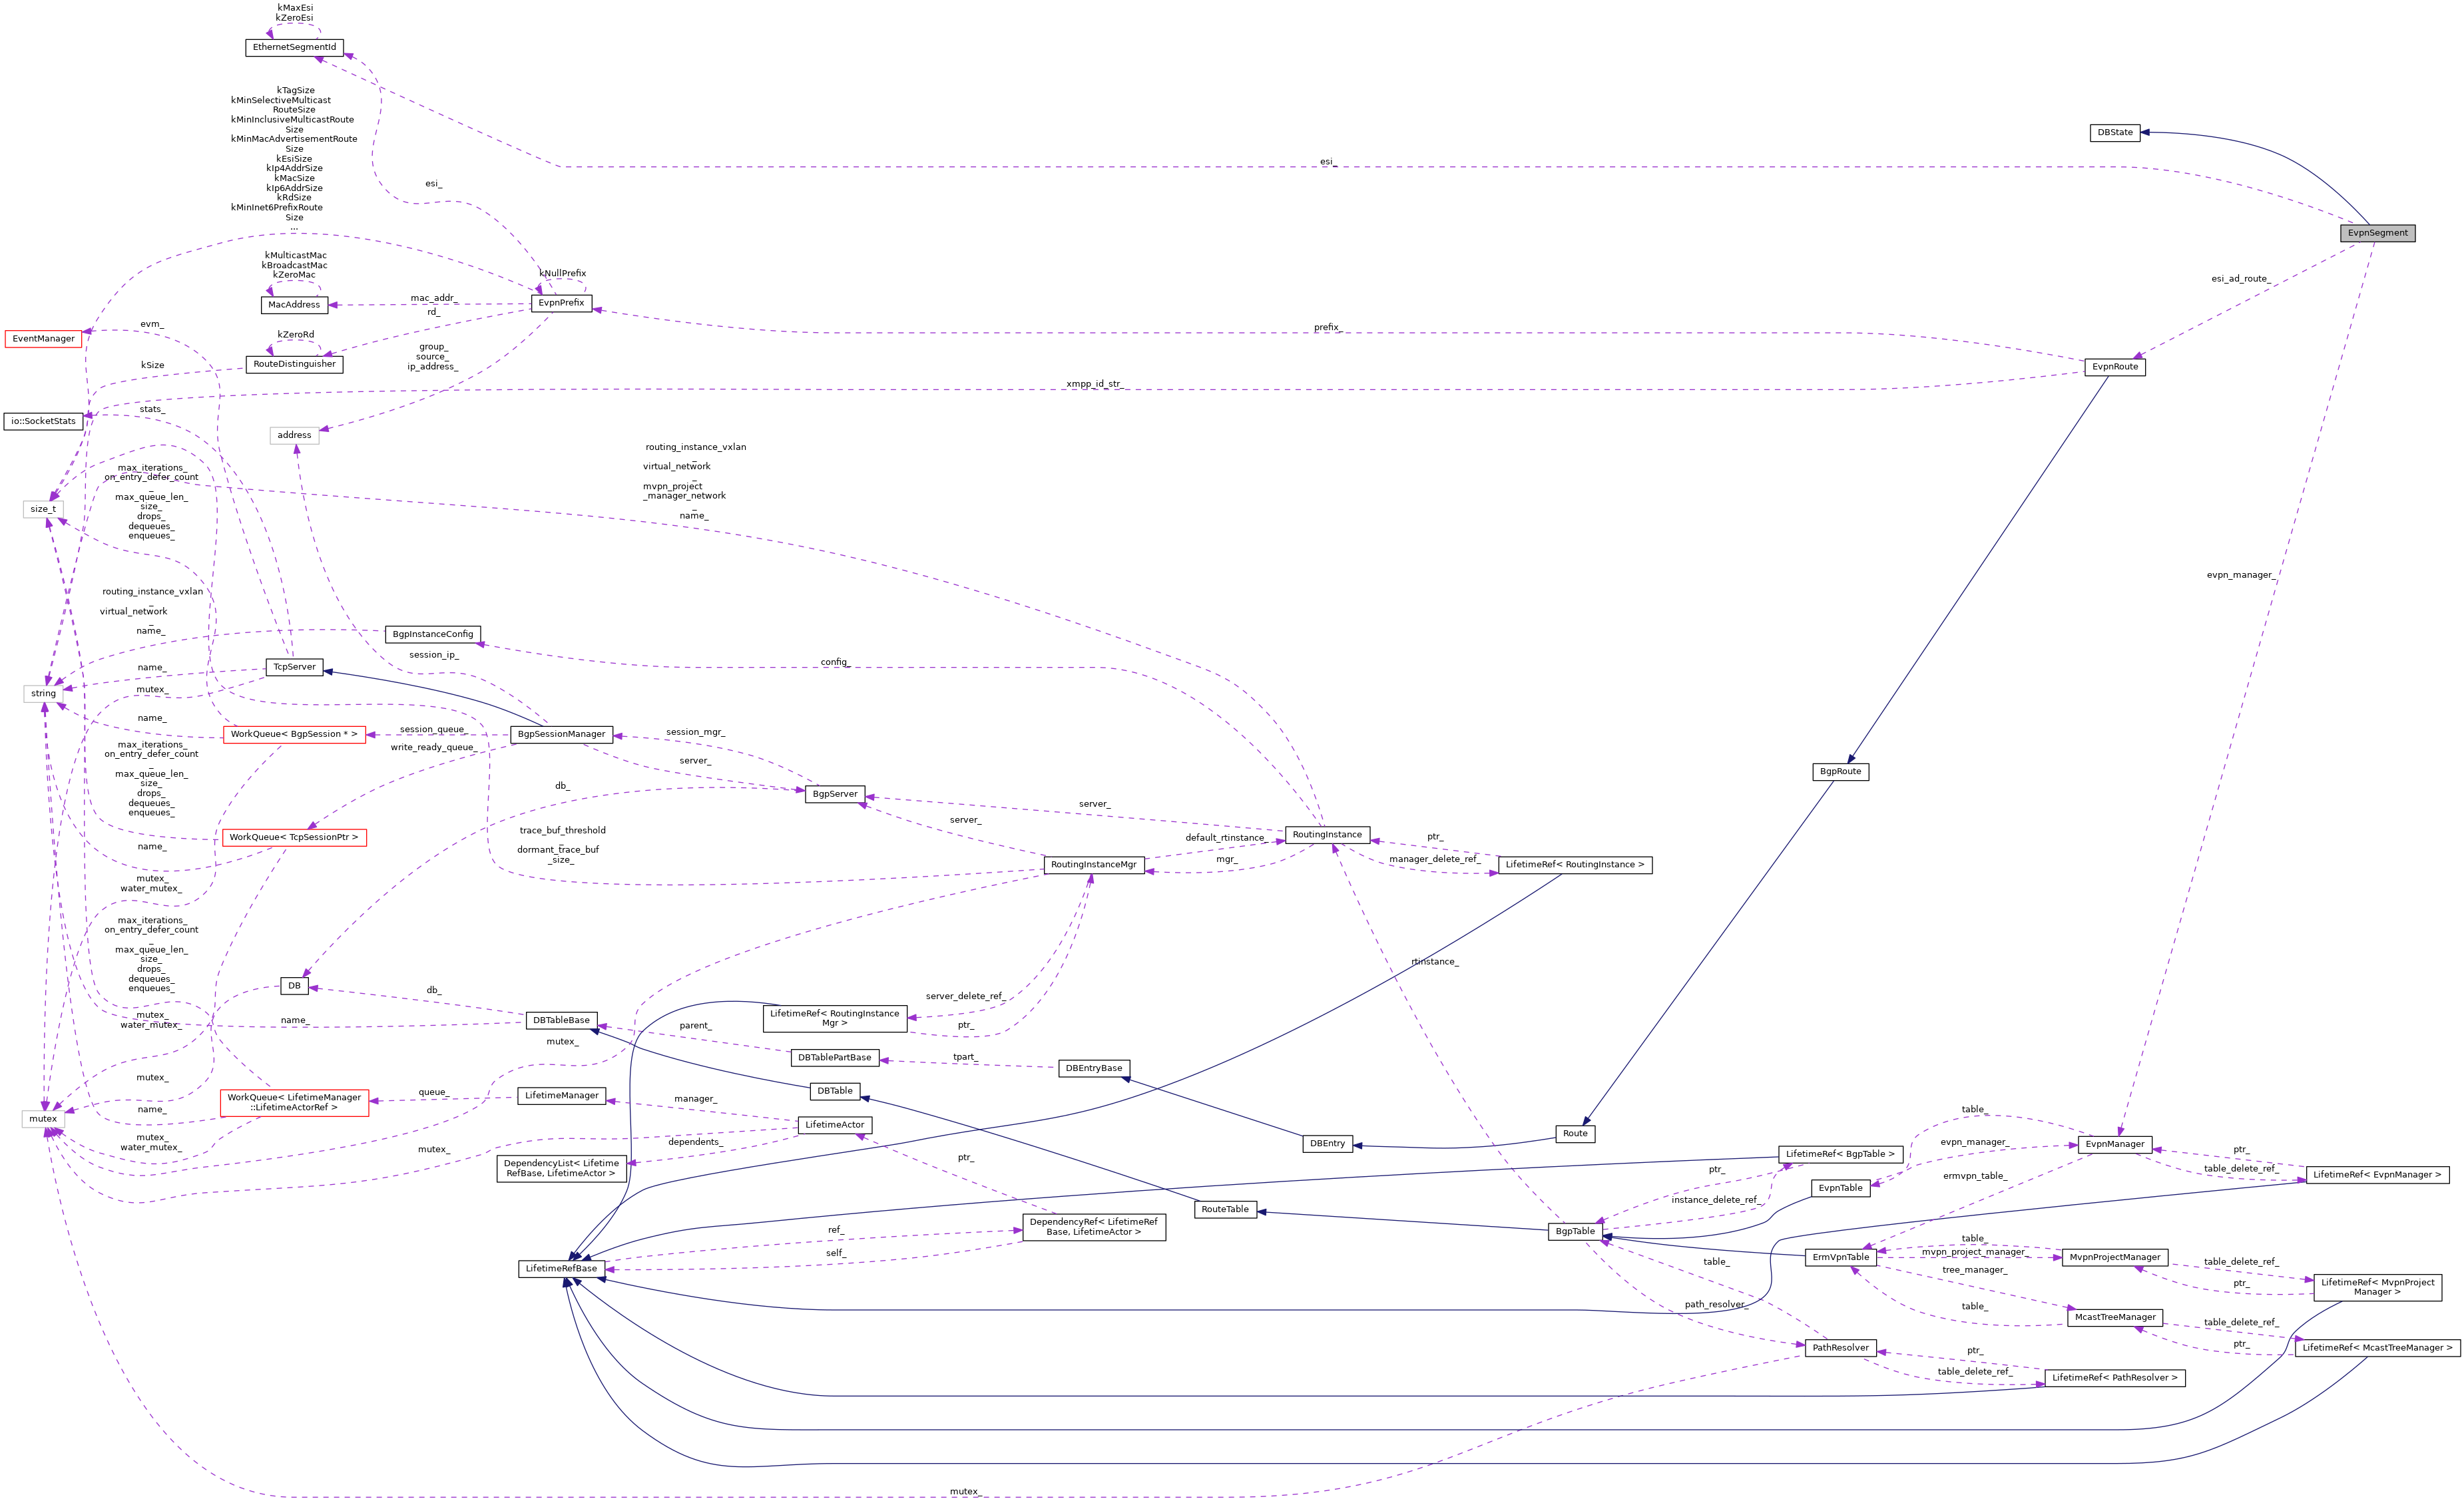 kMaxEsi
kZeroEsi
EthernetSegmentId
kTagSize
kMinSelectiveMulticast
RouteSize
kMinInclusiveMulticastRoute
Size
kMinMacAdvertisementRoute
Size
kEsiSize
kIp4AddrSize
kMacSize
kIp6AddrSize
kRdSize
kMinInet6PrefixRoute
Size
...
esi_
esi_
DBState
EvpnSegment
kMulticastMac
kBroadcastMac
kZeroMac
MacAddress
mac_addr_
rd_
kNullPrefix
EvpnPrefix
esi_ad_route_
prefix_
evm_
EventManager
kZeroRd
RouteDistinguisher
kSize
group_
source_
ip_address_
EvpnRoute
xmpp_id_str_
stats_
io::SocketStats
address
routing_instance_vxlan
_
virtual_network
_
mvpn_project
_manager_network
_
name_
max_iterations_
on_entry_defer_count
_
max_queue_len_
size_
drops_
dequeues_
enqueues_
size_t
evpn_manager_
routing_instance_vxlan
_
virtual_network
_
name_
BgpInstanceConfig
session_ip_
config_
name_
TcpServer
mutex_
string
name_
WorkQueue< BgpSession * >
session_queue_
write_ready_queue_
BgpSessionManager
session_mgr_
server_
max_iterations_
on_entry_defer_count
_
max_queue_len_
size_
drops_
dequeues_
enqueues_
db_
BgpServer
server_
server_
BgpRoute
trace_buf_threshold
_
dormant_trace_buf
_size_
WorkQueue< TcpSessionPtr >
name_
default_rtinstance_
mgr_
RoutingInstance
ptr_
manager_delete_ref_
RoutingInstanceMgr
LifetimeRef< RoutingInstance >
mutex_
water_mutex_
max_iterations_
on_entry_defer_count
_
max_queue_len_
size_
drops_
dequeues_
enqueues_
rtinstance_
DB
db_
server_delete_ref_
ptr_
LifetimeRef< RoutingInstance
Mgr >
mutex_
water_mutex_
name_
DBTableBase
parent_
mutex_
DBTablePartBase
tpart_
DBEntryBase
mutex_
WorkQueue< LifetimeManager
::LifetimeActorRef >
queue_
LifetimeManager
manager_
DBTable
name_
mutex
LifetimeActor
table_
Route
DBEntry
evpn_manager_
EvpnManager
mutex_
water_mutex_
mutex_
dependents_
DependencyList< Lifetime
RefBase, LifetimeActor >
ptr_
LifetimeRef< BgpTable >
ptr_
ptr_
table_delete_ref_
LifetimeRef< EvpnManager >
ermvpn_table_
EvpnTable
instance_delete_ref_
RouteTable
DependencyRef< LifetimeRef
Base, LifetimeActor >
ref_
self_
BgpTable
LifetimeRefBase
ErmVpnTable
table_
mvpn_project_manager_
MvpnProjectManager
table_delete_ref_
ptr_
LifetimeRef< MvpnProject
Manager >
table_
tree_manager_
path_resolver_
table_
McastTreeManager
table_delete_ref_
ptr_
LifetimeRef< McastTreeManager >
PathResolver
ptr_
table_delete_ref_
LifetimeRef< PathResolver >
mutex_